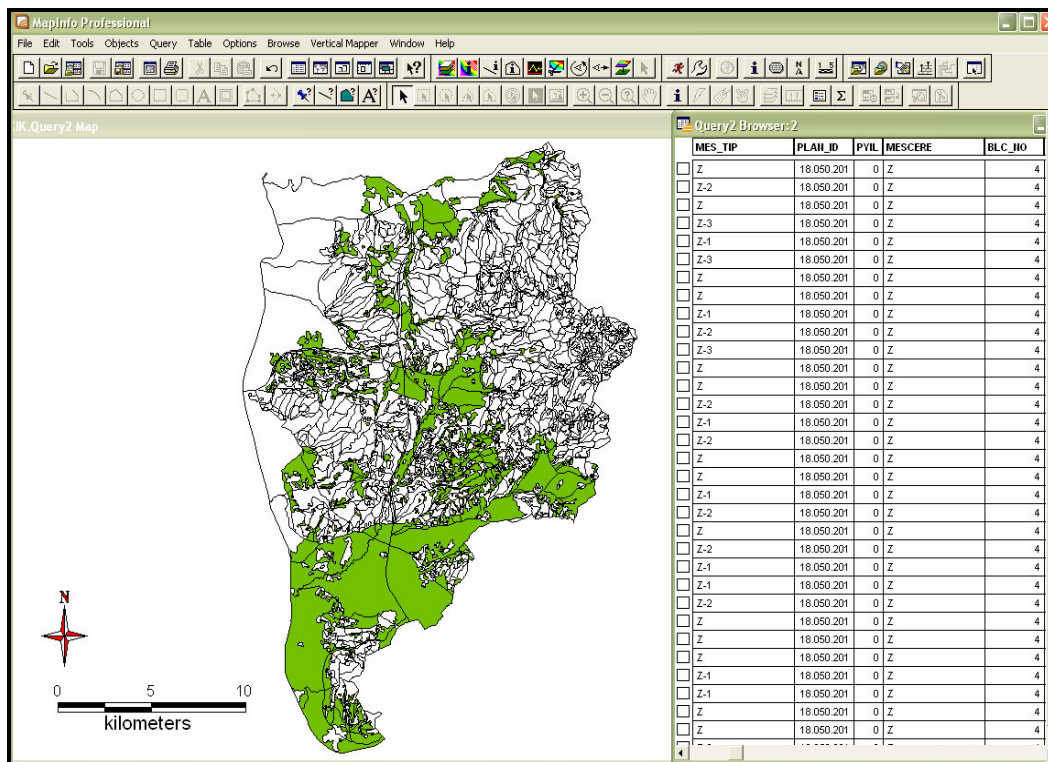 MapInfo Professional
File Edit Tools Objects Query Table Options Browse Vertical Mapper Window Help
IK,Query2 Map
Query2 Browser:2
MES_TIP PLAN_ID PYIL MESCERE BLC_NO
Z 18.050.201 0 Z 4
Z-2 18.050.201 0 Z 4
Z 18.050.201 0 Z 4
Z-3 18.050.201 0 Z 4
Z-1 18.050.201 0 Z 4
Z-3 18.050.201 0 Z 4
Z 18.050.201 0 Z 4
Z 18.050.201 0 Z 4
Z-1 18.050.201 0 Z 4
Z-2 18.050.201 0 Z 4
Z-3 18.050.201 0 Z 4
Z 18.050.201 0 Z 4
Z 18.050.201 0 Z 4
Z-2 18.050.201 0 Z 4
Z-1 18.050.201 0 Z 4
Z-2 18.050.201 0 Z 4
Z 18.050.201 0 Z 4
Z 18.050.201 0 Z 4
Z-1 18.050.201 0 Z 4
Z-2 18.050.201 0 Z 4
Z 18.050.201 0 Z 4
Z-2 18.050.201 0 Z 4
Z-1 18.050.201 0 Z 4
Z-1 18.050.201 0 Z 4
Z-2 18.050.201 0 Z 4
Z 18.050.201 0 Z 4
Z 18.050.201 0 Z 4
Z 18.050.201 0 Z 4
Z-1 18.050.201 0 Z 4
Z-1 18.050.201 0 Z 4
Z 18.050.201 0 Z 4
Z 18.050.201 0 Z 4
N
0 5 10
kilometers